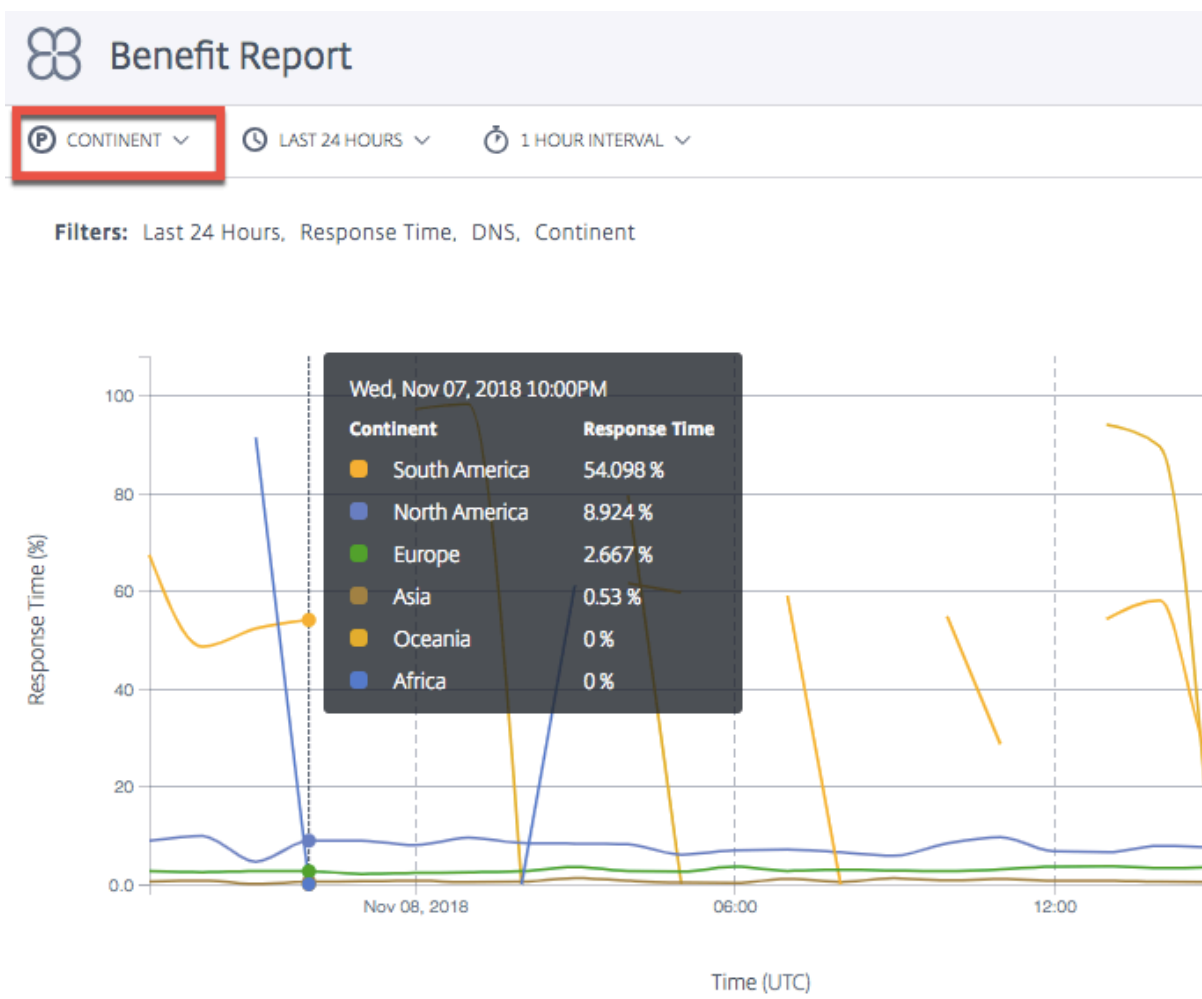 Benefit Report
P CONTINENT LAST 24 HOURS 1 HOUR INTERVAL
Filters: Last 24 Hours, Response Time, DNS, Continent
Wed, Nov 07, 2018 10:00PM
Continent Response Time
South America 54.098 %
North America 8.924 %
Europe 2.667 %
Asia 0.53 %
Oceania 0 %
Africa 0 %
Response Time (%)
100
80
60
40
20
0.0
Nov 08, 2018 06:00 12:00
Time (UTC)